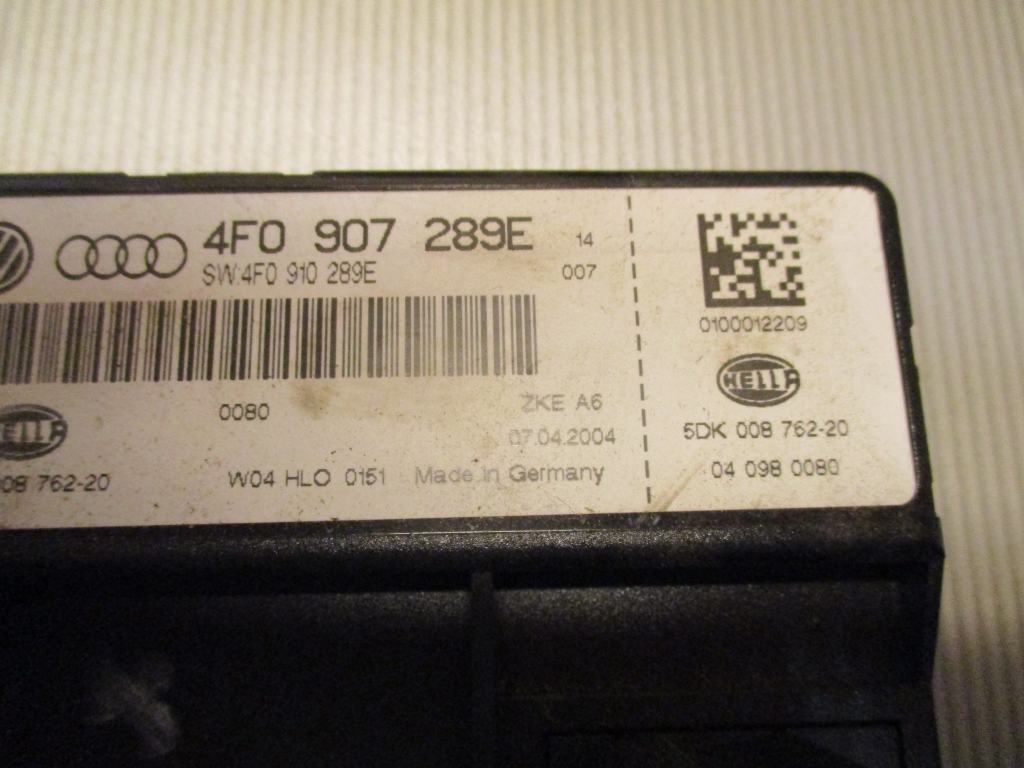 4F0 907 289E 14
SW:4F0 910 289E 007
0080
ZKE A6
07.04.2004
008 762-20
W04 HLO 0151 Made in Germany
0100012209
HELLA
5DK 008 762-20
04 098 0080